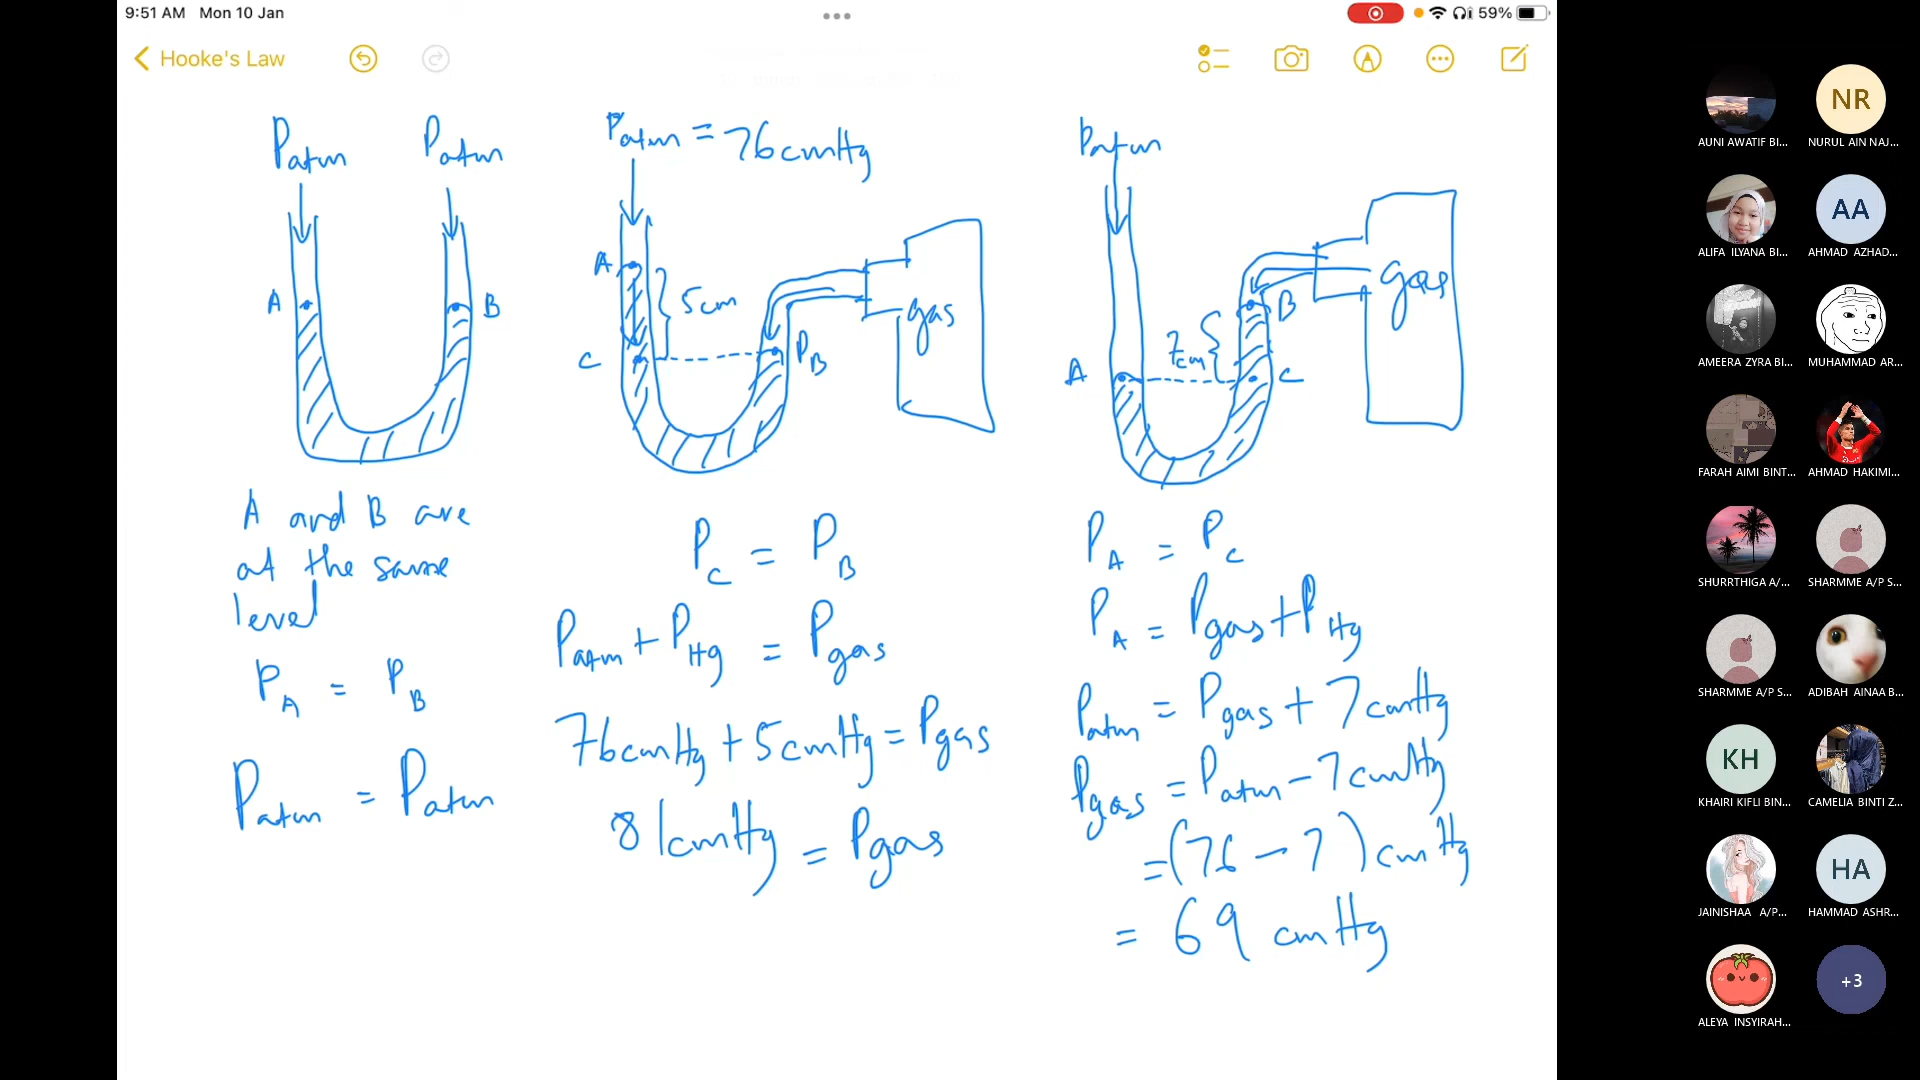 9:51 AM Mon 10 Jan
59%
Hooke's Law
Patm
Patm
A
B
A and B are
at the same
level
PA = PB
Patm = Patm
Patm = 76cmHg
A
5cm
C
PB
gas
PC = PB
Patm + PHg = Pgas
76cmHg + 5cmHg = Pgas
81cmHg = Pgas
Patm
gas
B
7cm
A
C
PA = PC
PA = Pgas + PHg
Patm = Pgas + 7cmHg
Pgas = Patm - 7cmHg
= (76 - 7) cmHg
= 69 cmHg
AUNI AWATIF BI...
NR
NURUL AIN NAJ...
ALIFA ILYANA BI...
AA
AHMAD AZHAD...
AMEERA ZYRA BI...
MUHAMMAD AR...
FARAH AIMI BINT...
AHMAD HAKIMI...
SHURRTHIGA A/...
SHARMME A/P S...
SHARMME A/P S...
ADIBAH AINAA B...
KH
KHAIRI KIFLI BIN...
CAMELIA BINTI Z...
JAINISHAA A/P...
HA
HAMMAD ASHR...
ALEYA INSYIRAH...
+3